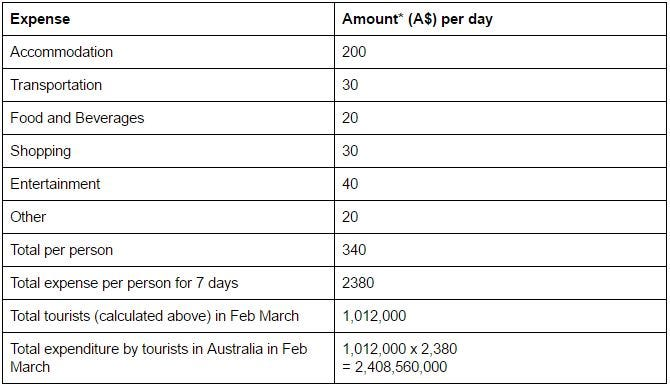 Expense Amount* (A$) per day
Accommodation 200
Transportation 30
Food and Beverages 20
Shopping 30
Entertainment 40
Other 20
Total per person 340
Total expense per person for 7 days 2380
Total tourists (calculated above) in Feb March 1,012,000
Total expenditure by tourists in Australia in Feb 1,012,000 x 2,380
March = 2,408,560,000